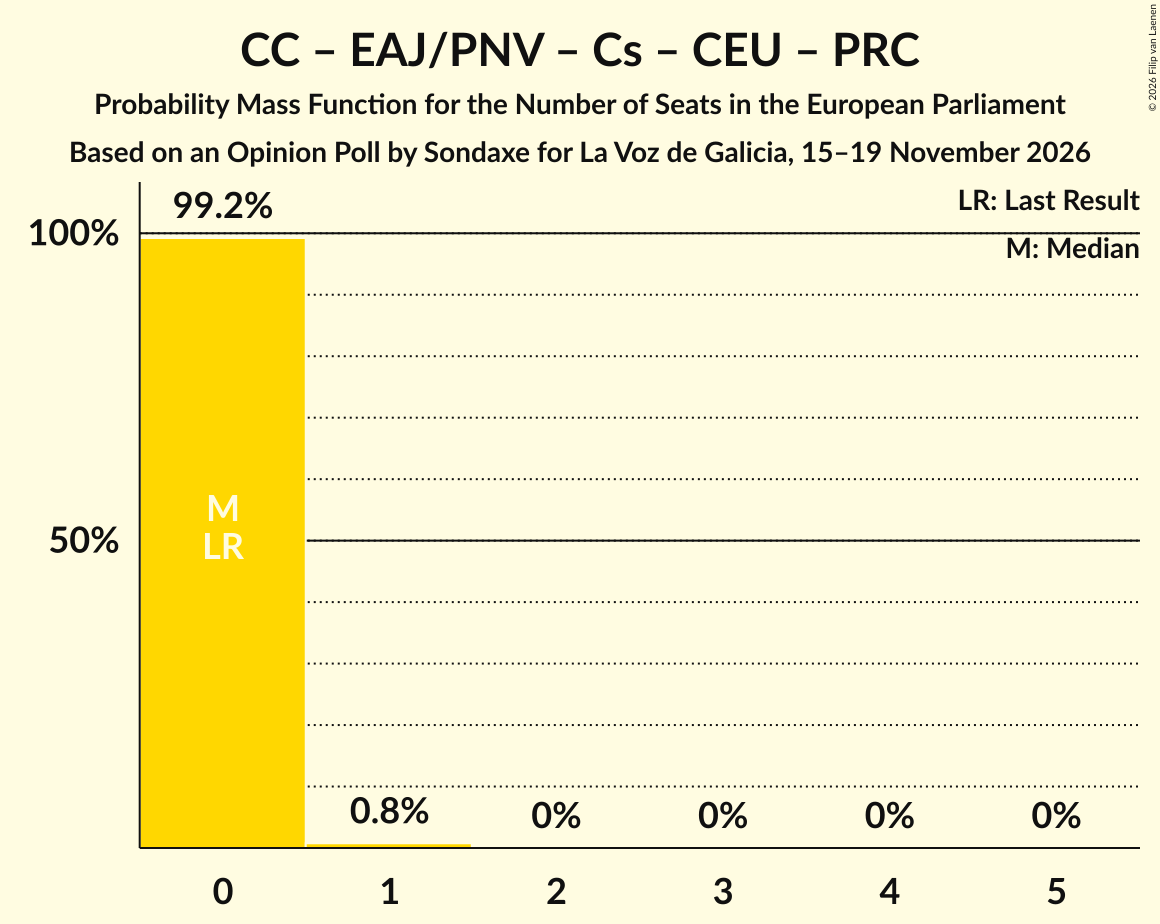 CC – EAJ/PNV – Cs – CEU – PRC
Probability Mass Function for the Number of Seats in the European Parliament
Based on an Opinion Poll by Sondaxe for La Voz de Galicia, 15–19 November 2026
© 2026 Filip van Laenen
LR: Last Result
M: Median
99.2%
100%
M
LR
50%
0.8%
0%
0%
0%
0%
0
1
2
3
4
5